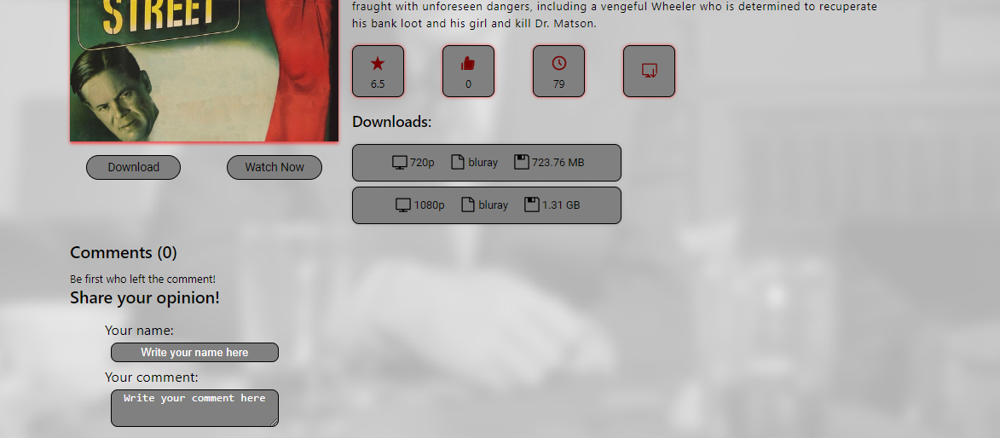 STREET
fraught with unforeseen dangers, including a vengeful Wheeler who is determined to recuperate
his bank loot and his girl and kill Dr. Matson.
6.5
0
79
Downloads:
720p bluray 723.76 MB
1080p bluray 1.31 GB
Download Watch Now
Comments (0)
Be first who left the comment!
Share your opinion!
Your name:
Write your name here
Your comment:
Write your comment here